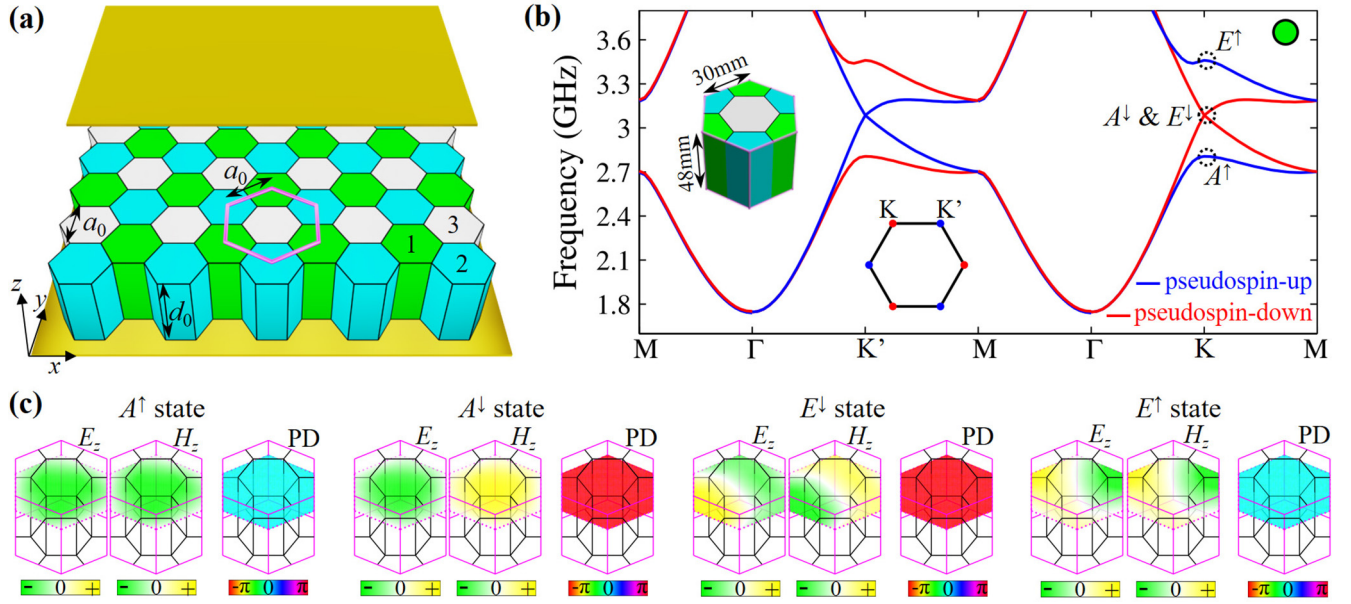 (a)
a0
a0
3
1
2
d0
z
y
x
(b)
Frequency (GHz)
3.6
3.3
3
2.7
2.4
2.1
1.8
30mm
48mm
K K'
E↑
A↓ & E↓
A↑
pseudospin-up
pseudospin-down
M Γ K' M Γ K M
(c)
A↑ state A↓ state E↓ state E↑ state
Ez Hz PD Ez Hz PD Ez Hz PD Ez Hz PD
- 0 + - 0 + -π 0 π - 0 + - 0 + -π 0 π - 0 + - 0 + -π 0 π - 0 + - 0 + -π 0 π